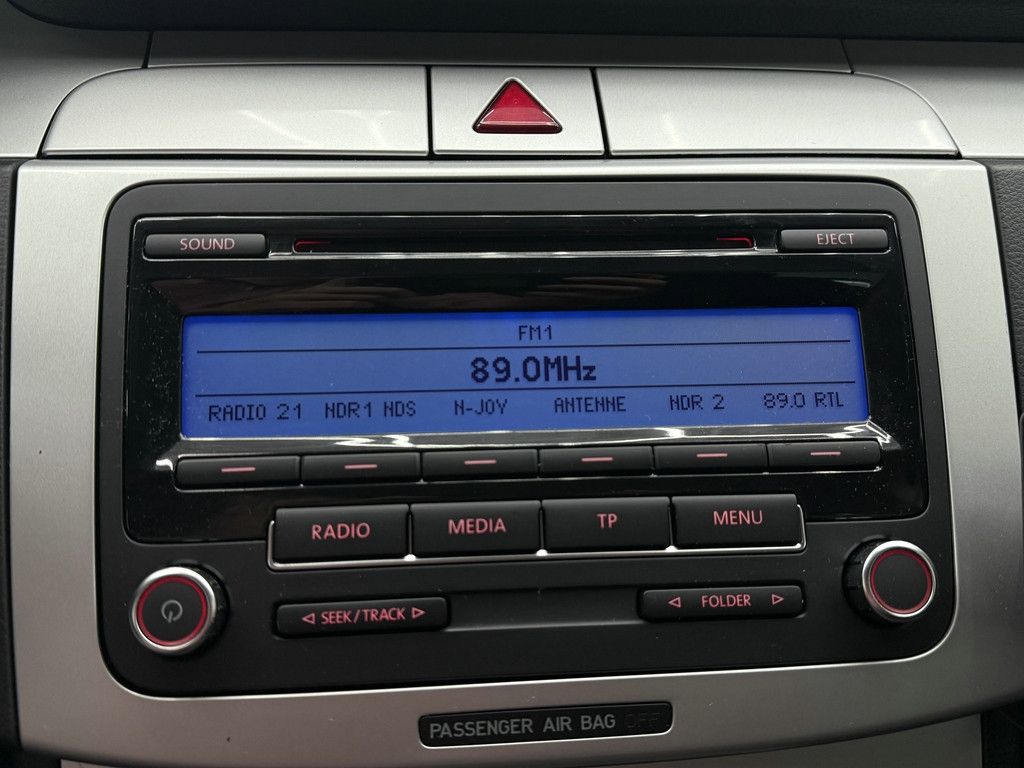 SOUND
EJECT
FM1
89.0MHz
RADIO 21 NDR1 NDS N-JOY ANTENNE NDR 2 89.0 RTL
RADIO MEDIA TP MENU
SEEK/TRACK
FOLDER
PASSENGER AIR BAG OFF